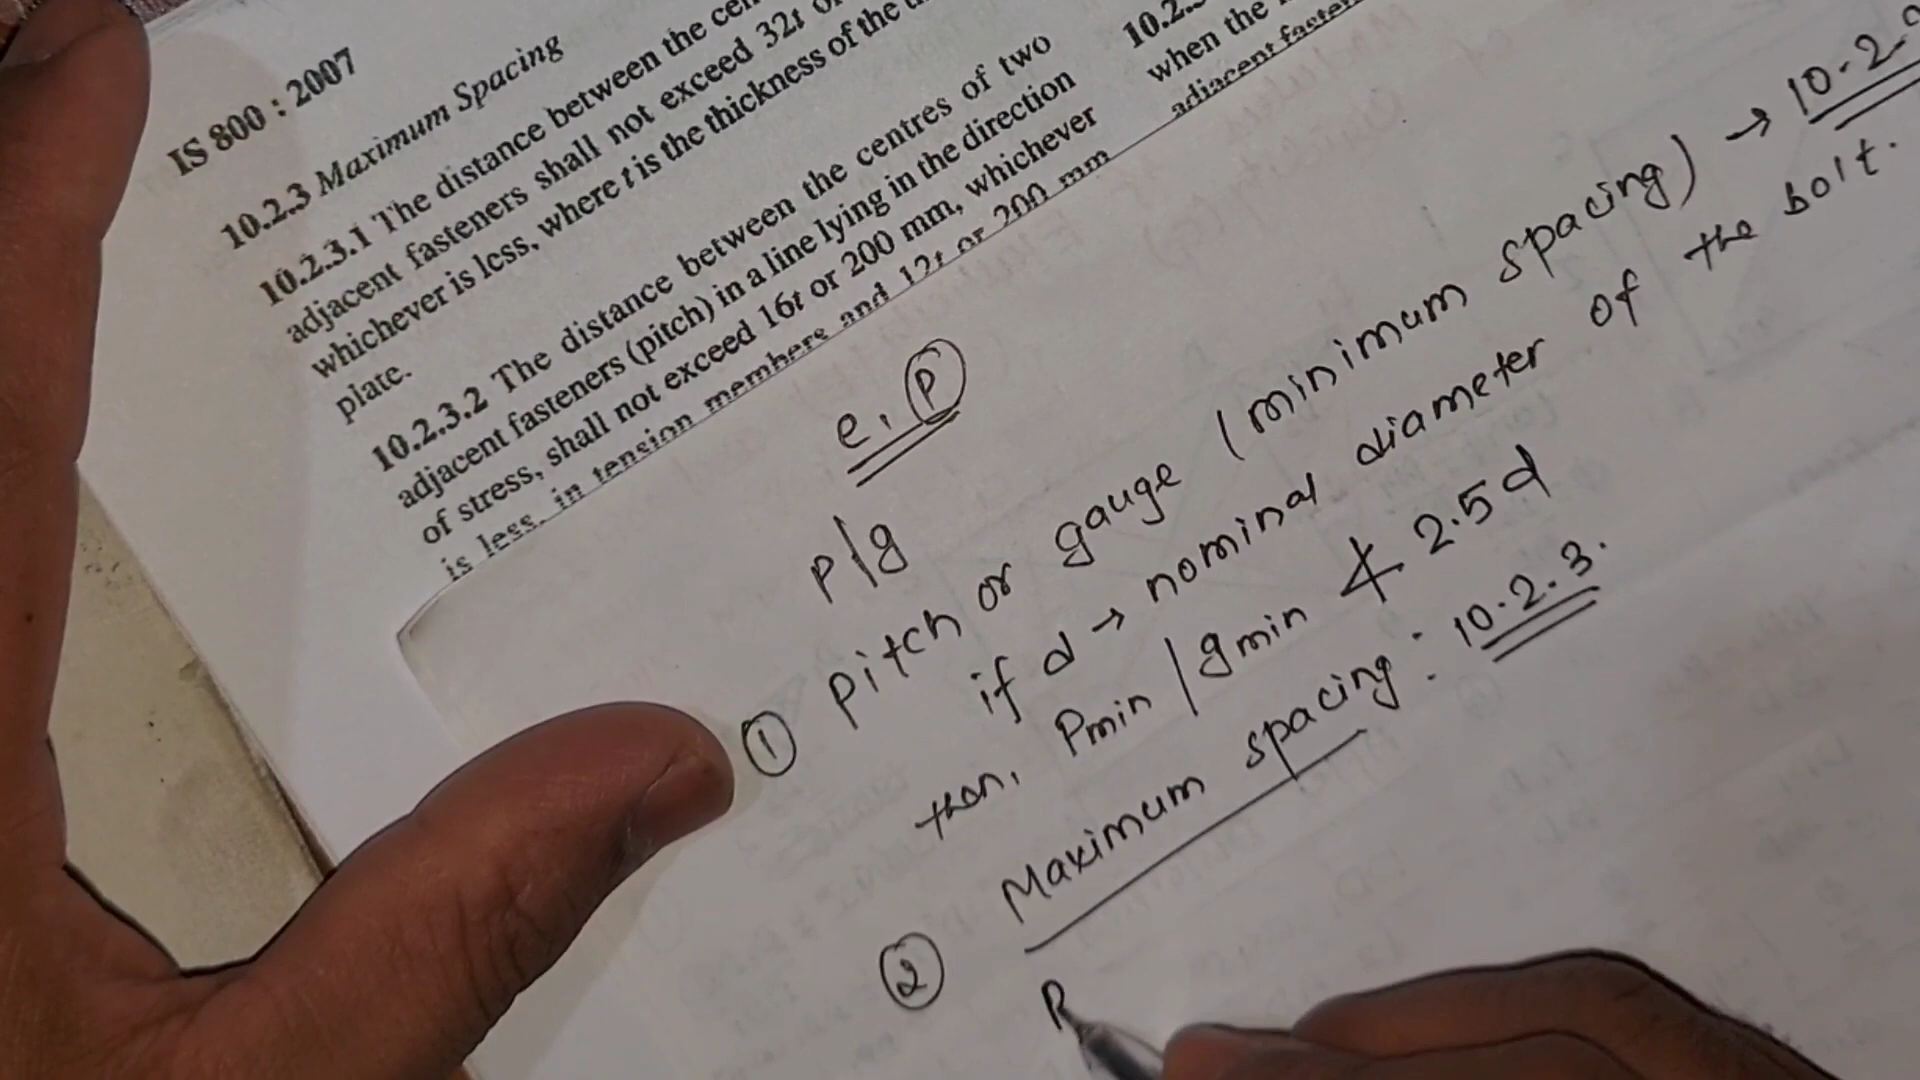 IS 800 : 2007
10.2.3 Maximum Spacing
10.2.3.1 The distance between the
adjacent fasteners shall not exceed 32t
whichever is less, where t is the thickness of the
plate.
10.2.3.2 The distance between the centres of two
adjacent fasteners (pitch) in a line lying in the direction
of stress, shall not exceed 16t or 200 mm, whichever
is less, in tension members and 12t or 200 mm
when the
adjacent
e, p
p/g
① pitch or gauge (minimum spacing) → 10.2.
if d → nominal diameter of the bolt.
then, Pmin/gmin ≮ 2.5d
② Maximum spacing : 10.2.3.
P